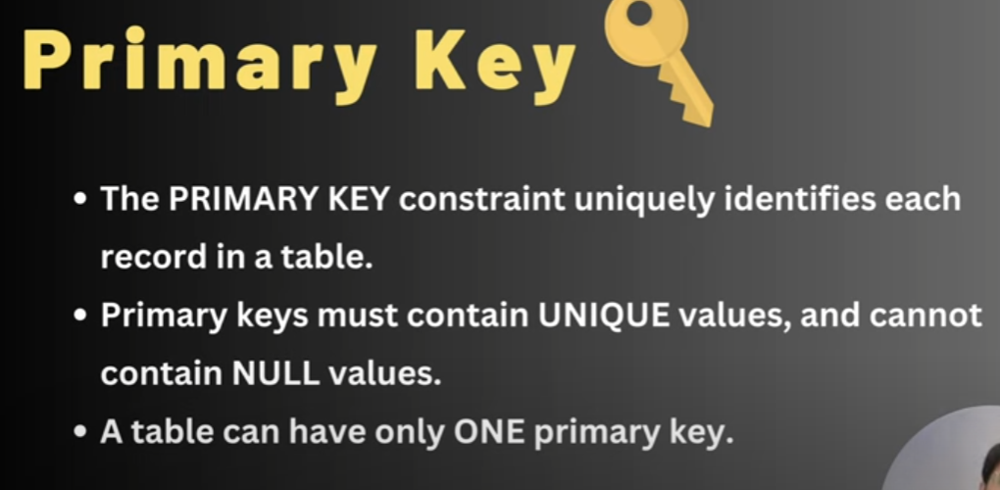 Primary Key
• The PRIMARY KEY constraint uniquely identifies each
record in a table.
• Primary keys must contain UNIQUE values, and cannot
contain NULL values.
• A table can have only ONE primary key.